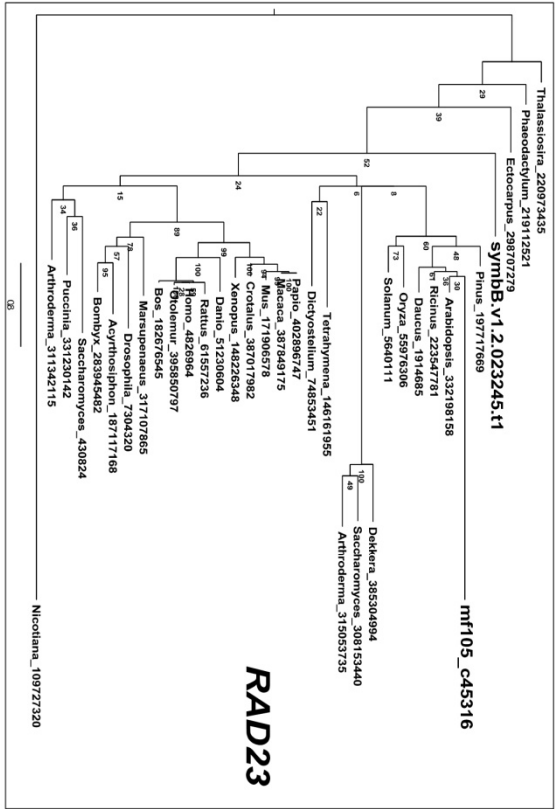 Thalassiosira_220973435
Phaeodactylum_219112521
29
Ectocarpus_298707279
39
symbB.v1.2.023245.t1
52
Pinus_197717669
48
mf105_c45316
30
Arabidopsis_332198158
36
Ricinus_223547781
61
Daucus_1914685
60
Oryza_55976306
73
Solanum_5640111
8
Dekkera_385304994
100
Saccharomyces_308153440
49
Arthroderma_315053735
6
Tetrahymena_146161955
22
Dictyostelium_74853451
Papio_402896747
100
Macaca_387849175
Mus_171906578
94
Crotalus_387017982
Xenopus_148226348
24
RAD23
99
Danio_51230604
100
Rattus_61557236
Homo_4826964
Otolemur_395850797
Bos_182676545
89
Marsupenaeus_317107865
78
Drosophila_7304320
57
Acyrthosiphon_187117168
95
Bombyx_283945482
15
Saccharomyces_430824
36
Puccinia_331230142
34
Arthroderma_311342115
Nicotiana_109727320